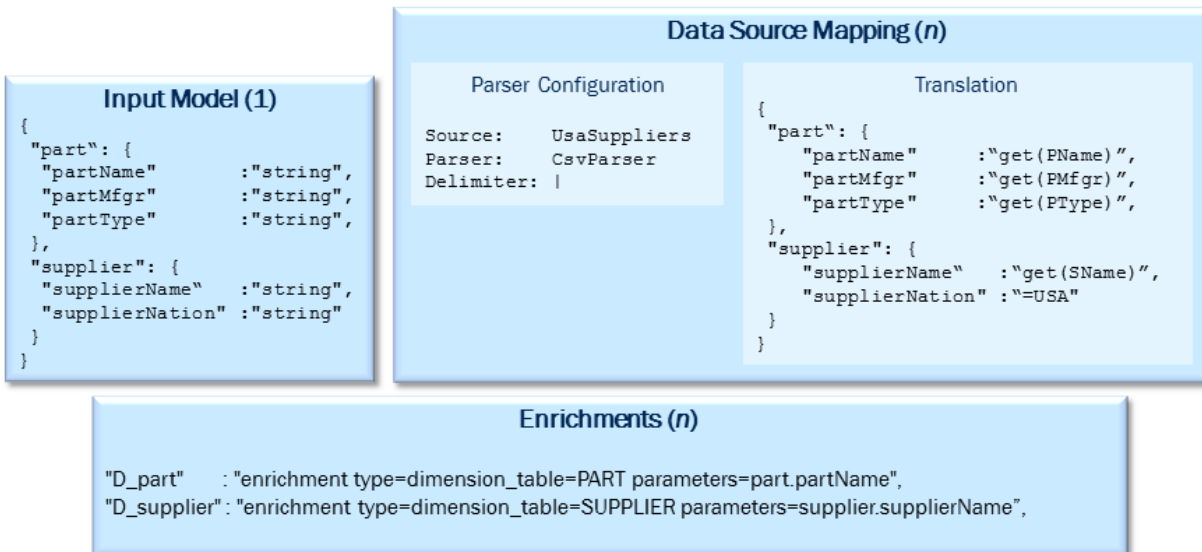 Input Model (1)
{
"part“: {
"partName" :"string",
"partMfgr" :"string",
"partType" :"string",
},
"supplier": {
"supplierName“ :"string",
"supplierNation" :"string"
}
}
Data Source Mapping (n)
Parser Configuration
Source: UsaSuppliers
Parser: CsvParser
Delimiter: |
Translation
{
"part“: {
"partName" :“get(PName)”,
"partMfgr" :“get(PMfgr)”,
"partType" :“get(PType)”,
},
"supplier": {
"supplierName“ :“get(SName)”,
"supplierNation" :“=USA"
}
}
Enrichments (n)
"D_part" : "enrichment type=dimension_table=PART parameters=part.partName",
"D_supplier" : "enrichment type=dimension_table=SUPPLIER parameters=supplier.supplierName”,